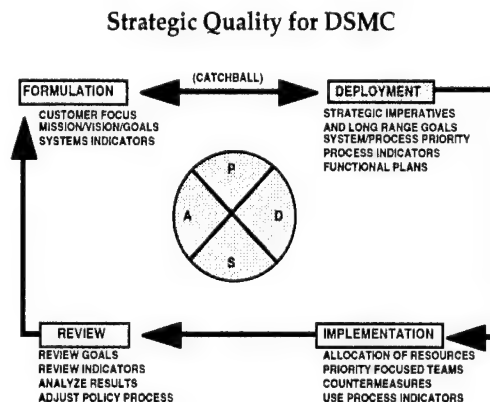 Strategic Quality for DSMC
(CATCHBALL)
FORMULATION
CUSTOMER FOCUS
MISSION/VISION/GOALS
SYSTEMS INDICATORS
DEPLOYMENT
STRATEGIC IMPERATIVES
AND LONG RANGE GOALS
SYSTEM/PROCESS PRIORITY
PROCESS INDICATORS
FUNCTIONAL PLANS
P
A
D
S
REVIEW
REVIEW GOALS
REVIEW INDICATORS
ANALYZE RESULTS
ADJUST POLICY PROCESS
IMPLEMENTATION
ALLOCATION OF RESOURCES
PRIORITY FOCUSED TEAMS
COUNTERMEASURES
USE PROCESS INDICATORS